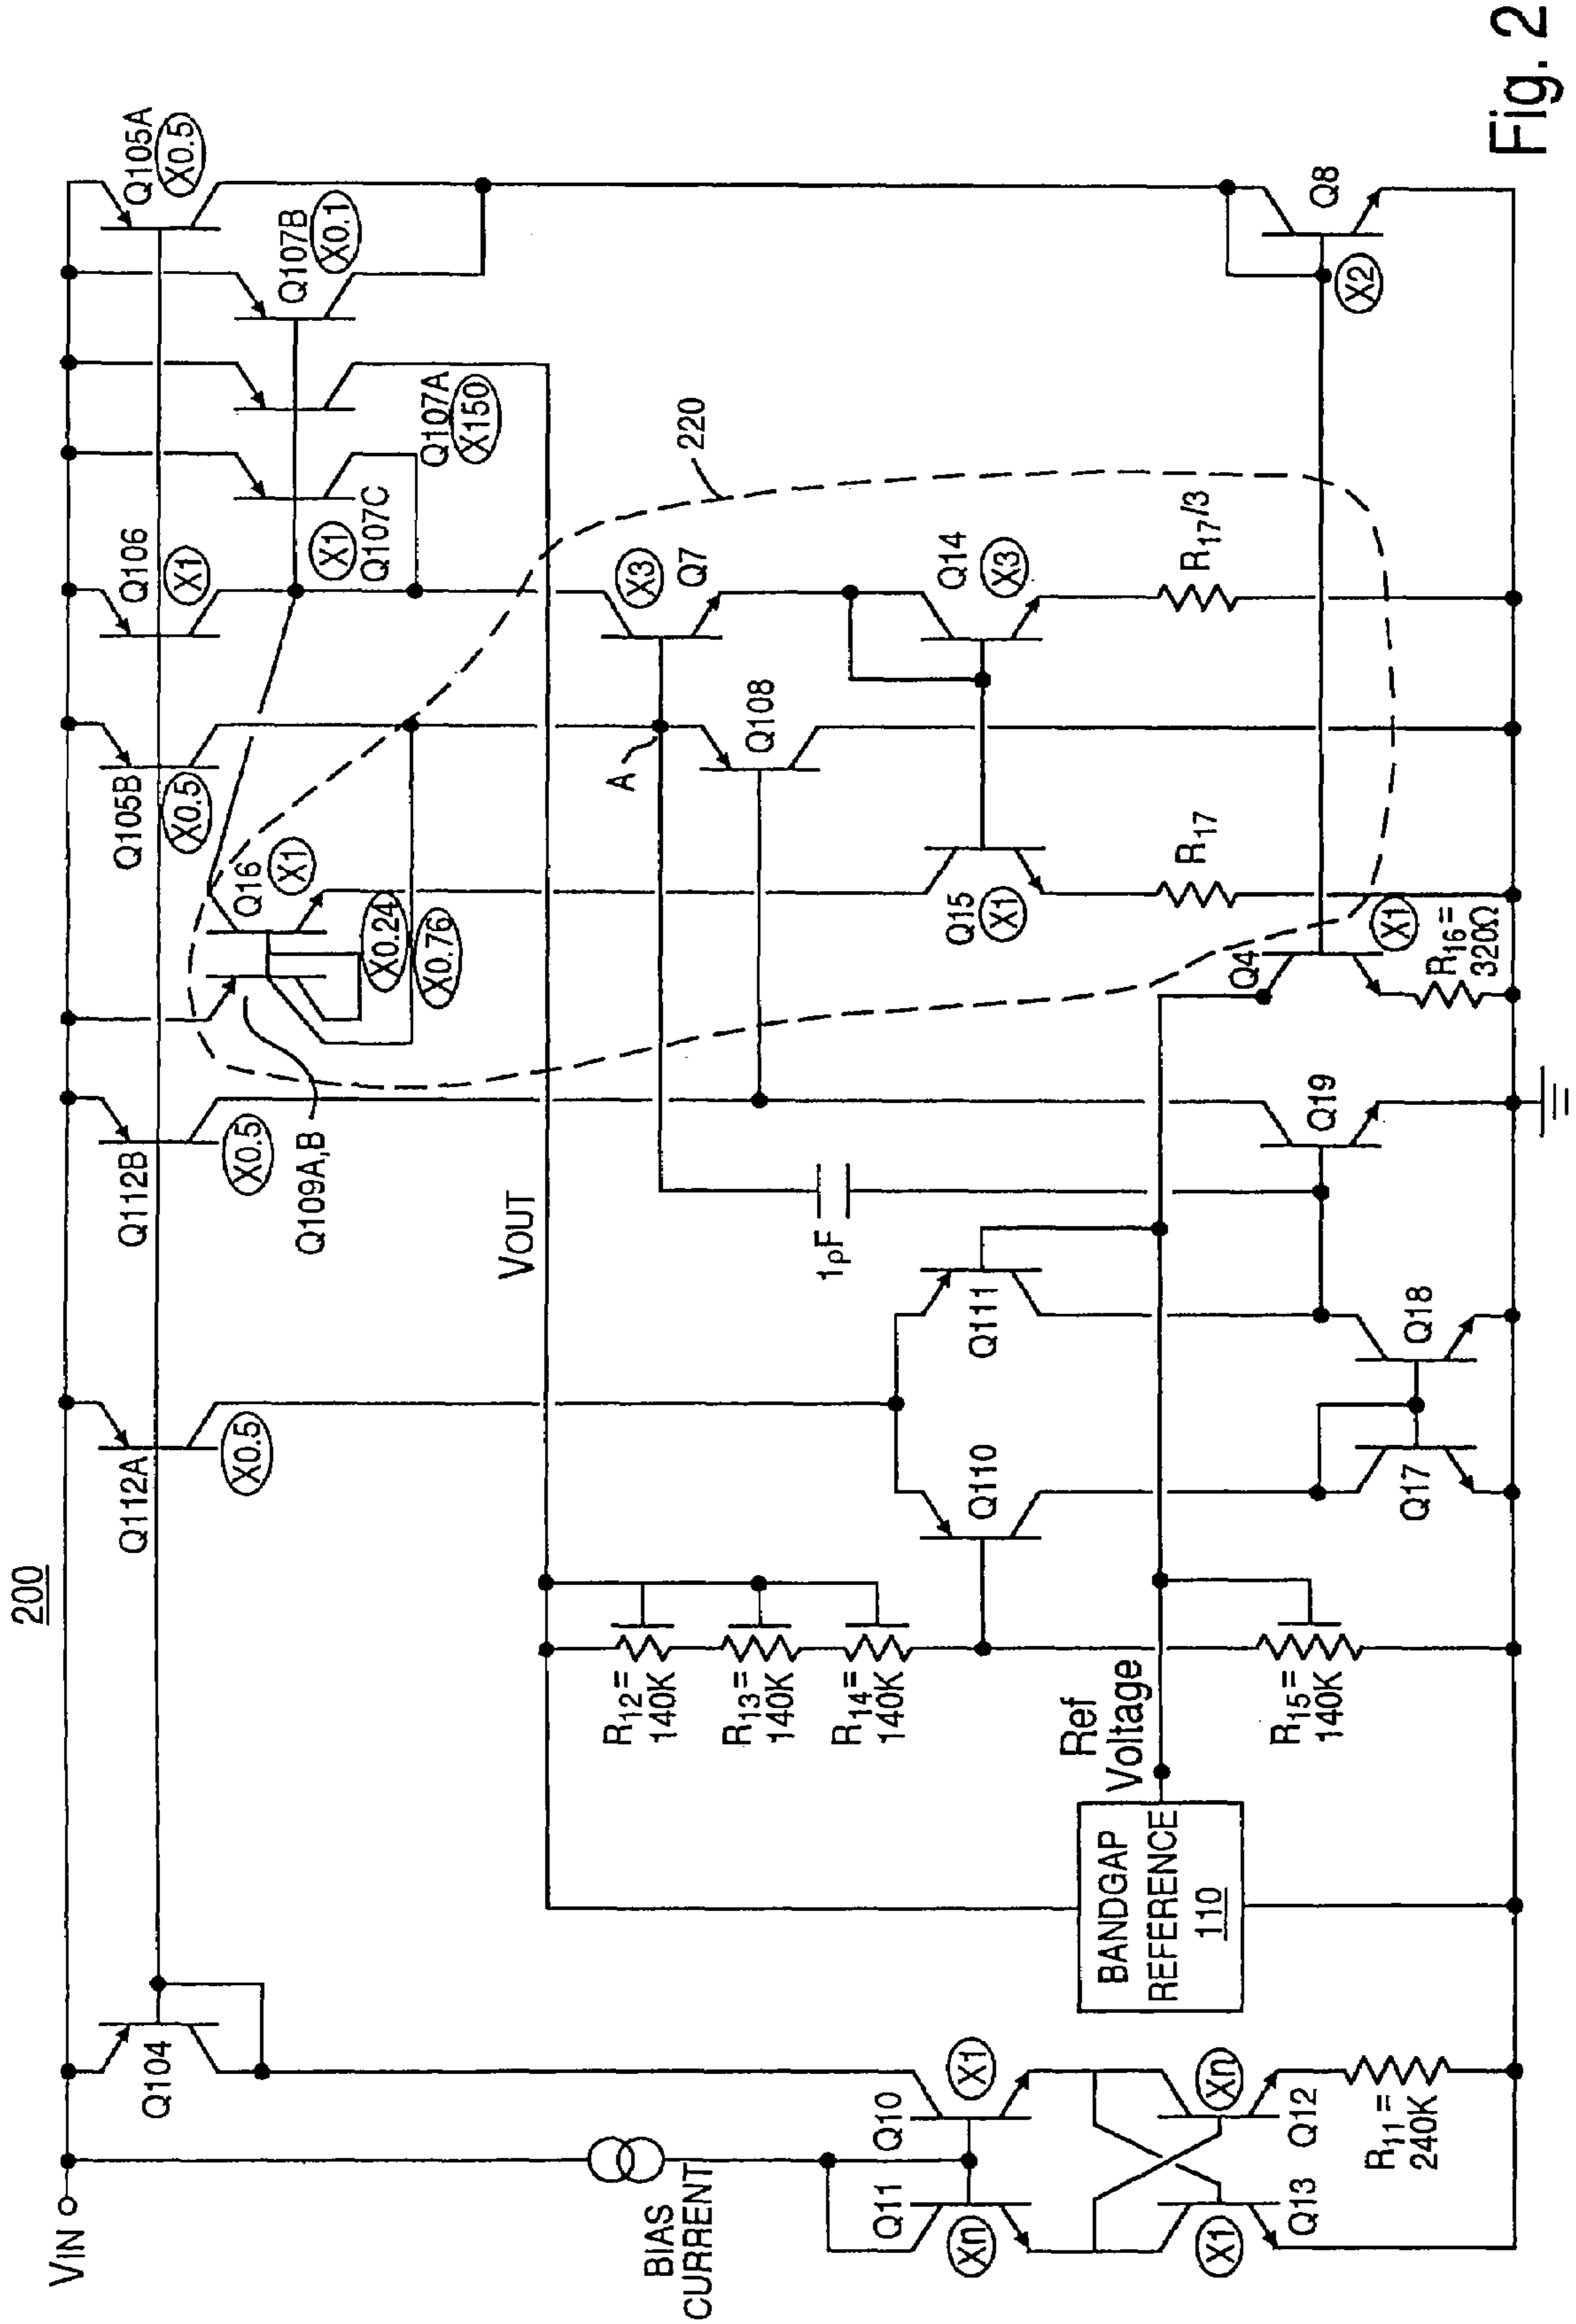 200
VIN
Q104
Q112A
X0.5
Q112B
X0.5
Q109A,B
Q16
X1
X0.24
X0.76
Q105B
X0.5
Q106
X1
X1
Q107C
Q107A
X150
Q107B
X0.1
Q105A
X0.5
VOUT
220
BIAS
CURRENT
Q11
Xn
Q10
X1
Q13
X1
Q12
Xn
R11=
240K
BANDGAP
REFERENCE
110
Ref
Voltage
R12=
140K
R13=
140K
R14=
140K
R15=
140K
Q110
Q111
Q17
Q18
Q19
1pF
A
Q108
X3
Q7
Q14
X3
R17/3
Q15
X1
R17
Q4
X1
R16=
320Ω
Q8
X2
Fig. 2